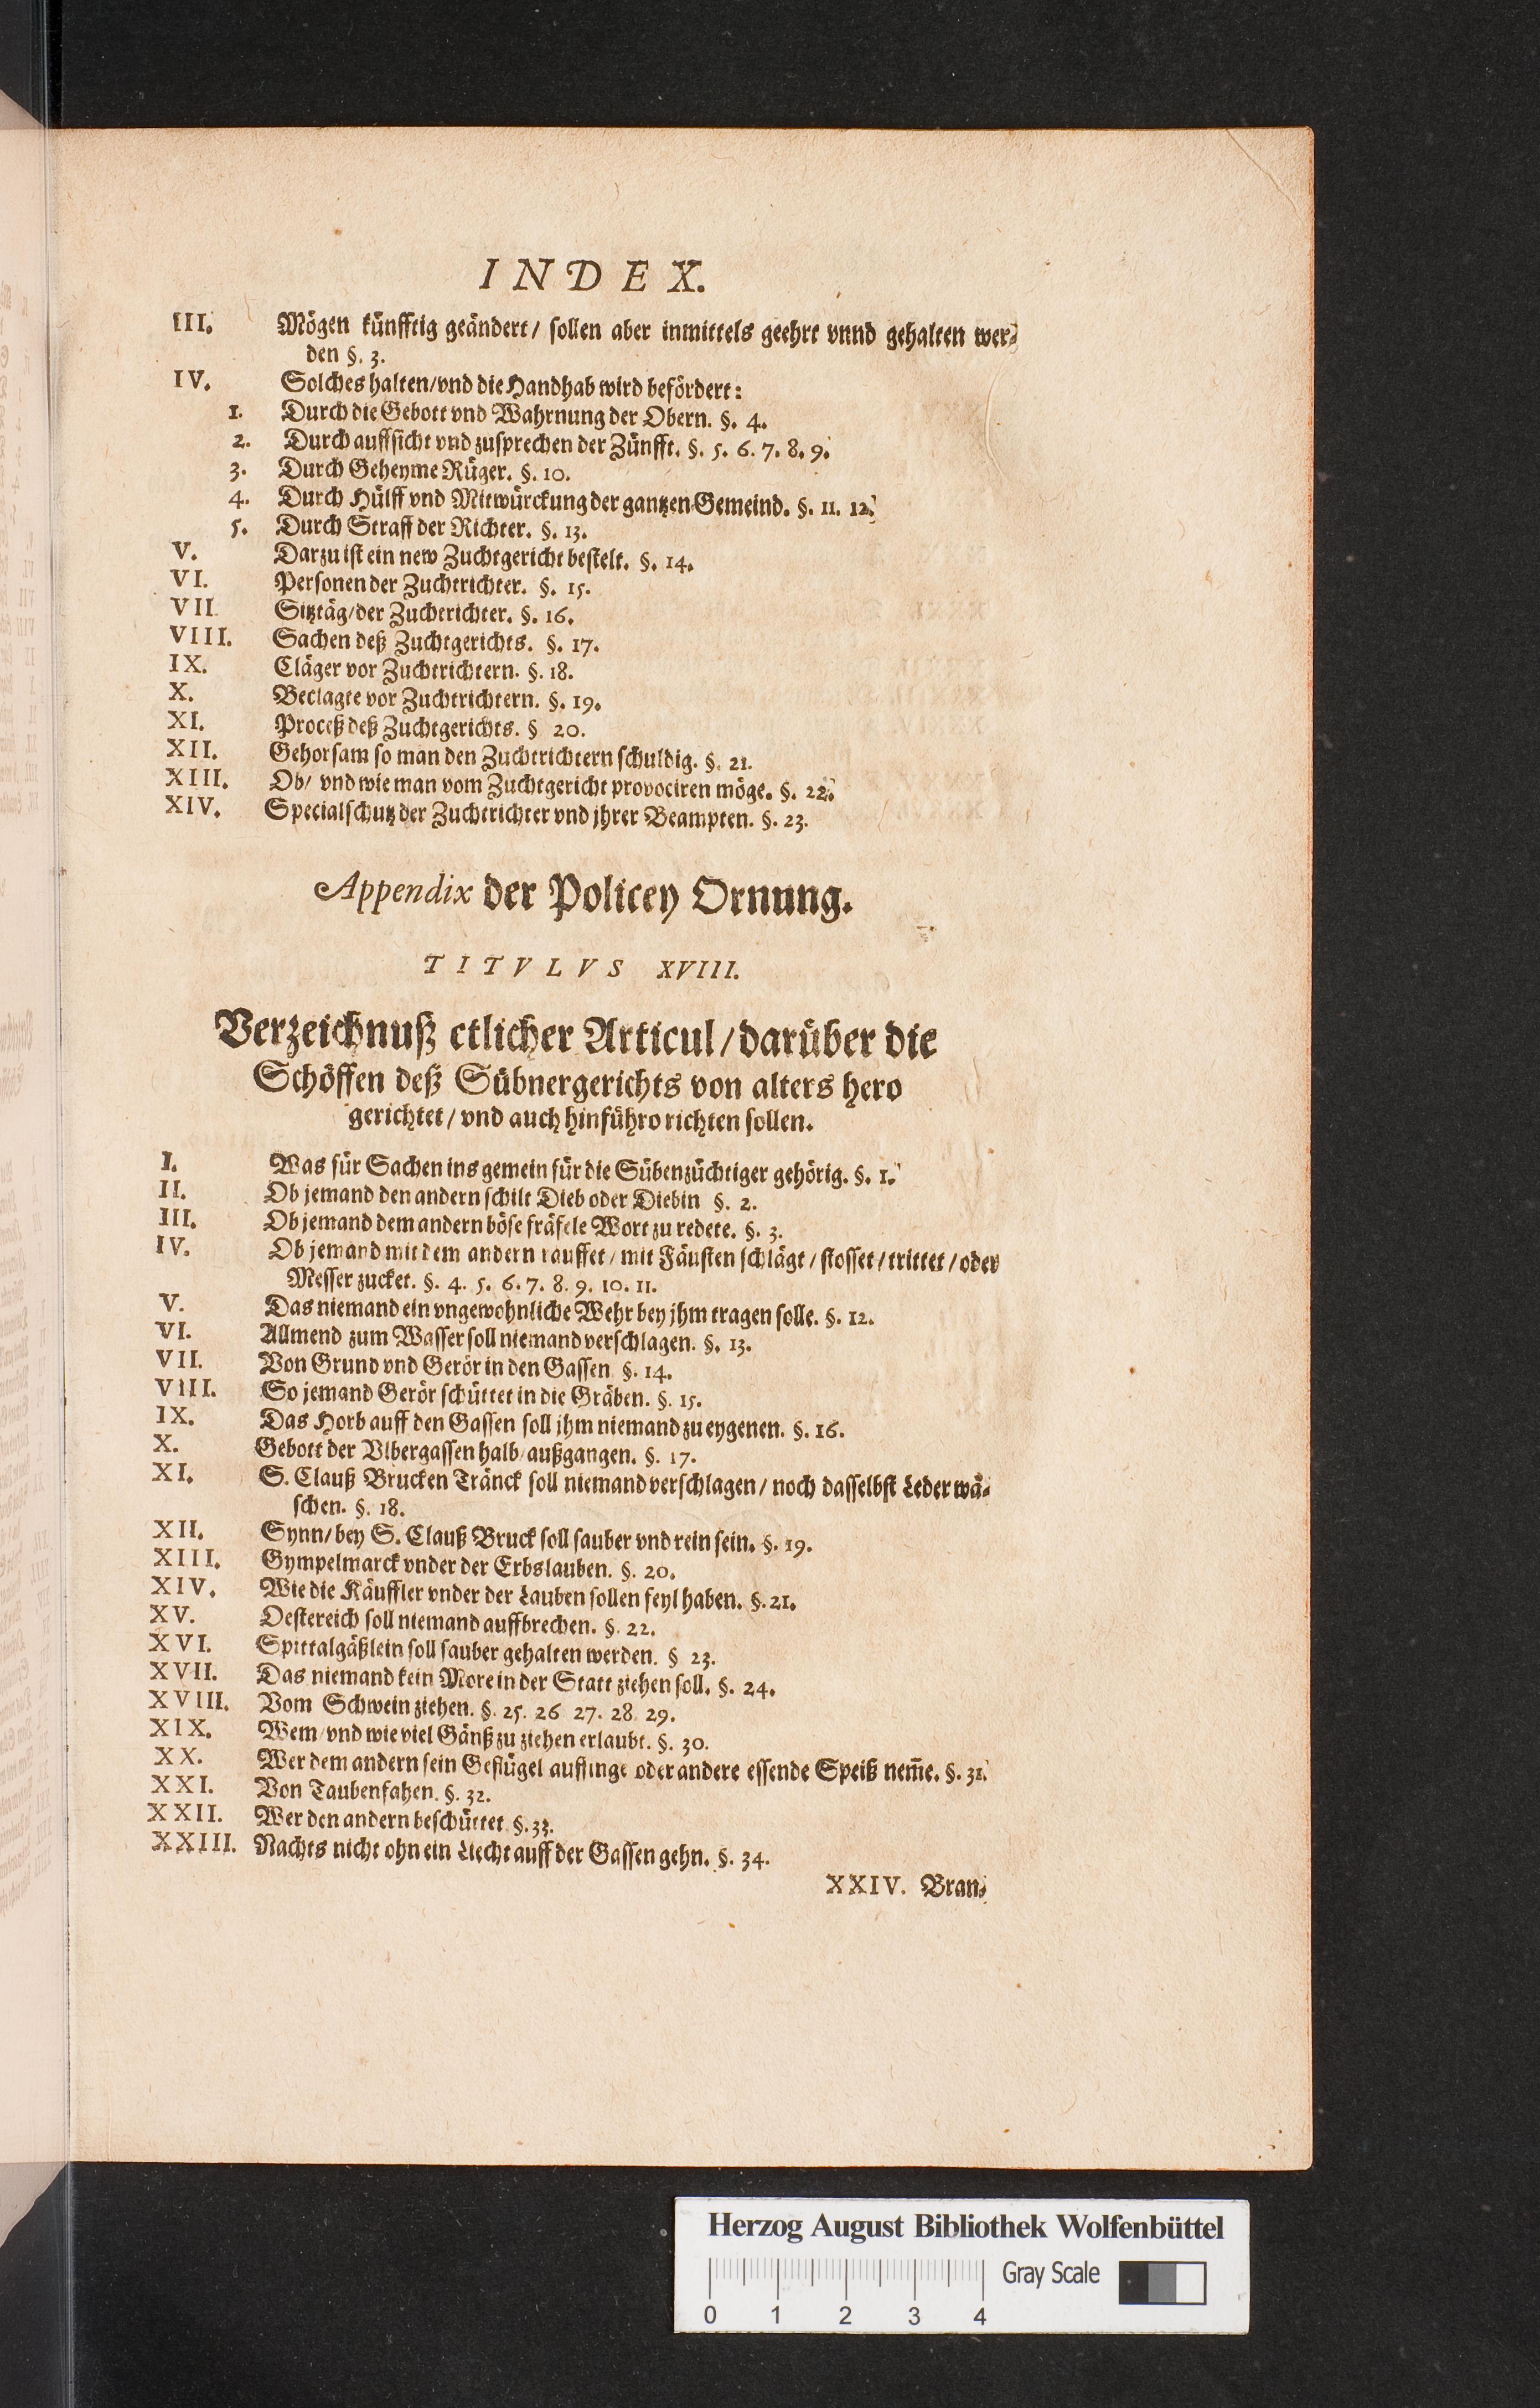 INDEX.
III. Mögen künfftig geändert / sollen aber inmittels geehrt vnnd gehalten wer-
den §. 3.
IV. Solches halten/vnd die Handhab wird befördert:
1. Durch die Gebott vnd Wahrnung der Obern. §. 4.
2. Durch auffsicht vnd zusprechen der Zünfft. §. 5. 6. 7. 8. 9.
3. Durch Geheyme Rüger. §. 10.
4. Durch Hülff vnd Mitwürckung der gantzen Gemeind. §. 11. 12.
5. Durch Straff der Richter. §. 13.
V. Darzu ist ein new Zuchtgericht bestelt. §. 14.
VI. Personen der Zuchtrichter. §. 15.
VII. Sitztäg/der Zuchtrichter. §. 16.
VIII. Sachen deß Zuchtgerichts. §. 17.
IX. Cläger vor Zuchtrichtern. §. 18.
X. Beclagte vor Zuchtrichtern. §. 19.
XI. Proceß deß Zuchtgerichts. § 20.
XII. Gehorsam so man den Zuchtrichtern schuldig. §. 21.
XIII. Ob/ vnd wie man vom Zuchtgericht provociren möge. §. 22.
XIV. Specialschutz der Zuchtrichter vnd jhrer Beampten. §. 23.
Appendix der Policey Ornung.
TITVLVS XVIII.
Verzeichnuß etlicher Articul / darüber die
Schöffen deß Sübnergerichts von alters hero
gerichtet / vnd auch hinführo richten sollen.
I. Was für Sachen ins gemein für die Sübenzüchtiger gehörig. §. 1.
II. Ob jemand den andern schilt Dieb oder Diebin §. 2.
III. Ob jemand dem andern böse fräfele Wort zu redete. §. 3.
IV. Ob jemand mit dem andern rauffet / mit Fäusten schlägt / stosset / trittet / oder
Messer zucket. §. 4. 5. 6. 7. 8. 9. 10. 11.
V. Das niemand ein vngewohnliche Wehr bey jhm tragen solle. §. 12.
VI. Allmend zum Wasser soll niemand verschlagen. §. 13.
VII. Von Grund vnd Gerör in den Gassen §. 14.
VIII. So jemand Gerör schüttet in die Gräben. §. 15.
IX. Das Horb auff den Gassen soll jhm niemand zu eygenen. §. 16.
X. Gebott der Vlbergassen halb außgangen. §. 17.
XI. S. Clauß Brucken Tränck soll niemand verschlagen / noch dasselbst Leder wä-
schen. §. 18.
XII. Synn/ bey S. Clauß Bruck soll sauber vnd rein sein. §. 19.
XIII. Gympelmarck vnder der Erbslauben. §. 20.
XIV. Wie die Käuffler vnder der Lauben sollen feyl haben. §. 21.
XV. Oestereich soll niemand auffbrechen. §. 22.
XVI. Spittalgäßlein soll sauber gehalten werden. § 23.
XVII. Das niemand kein More in der Statt ziehen soll. §. 24.
XVIII. Vom Schwein ziehen. §. 25. 26 27. 28 29.
XIX. Wem vnd wie viel Gänß zu ziehen erlaubt. §. 30.
XX. Wer dem andern sein Geflügel auffinge oder andere essende Speiß nem̃e. §. 31.
XXI. Von Taubenfahen. §. 32.
XXII. Wer den andern beschüttet §. 33.
XXIII. Nachts nicht ohn ein Liecht auff der Gassen gehn. §. 34.
XXIV. Bran-
Herzog August Bibliothek Wolfenbüttel
Gray Scale
0 1 2 3 4